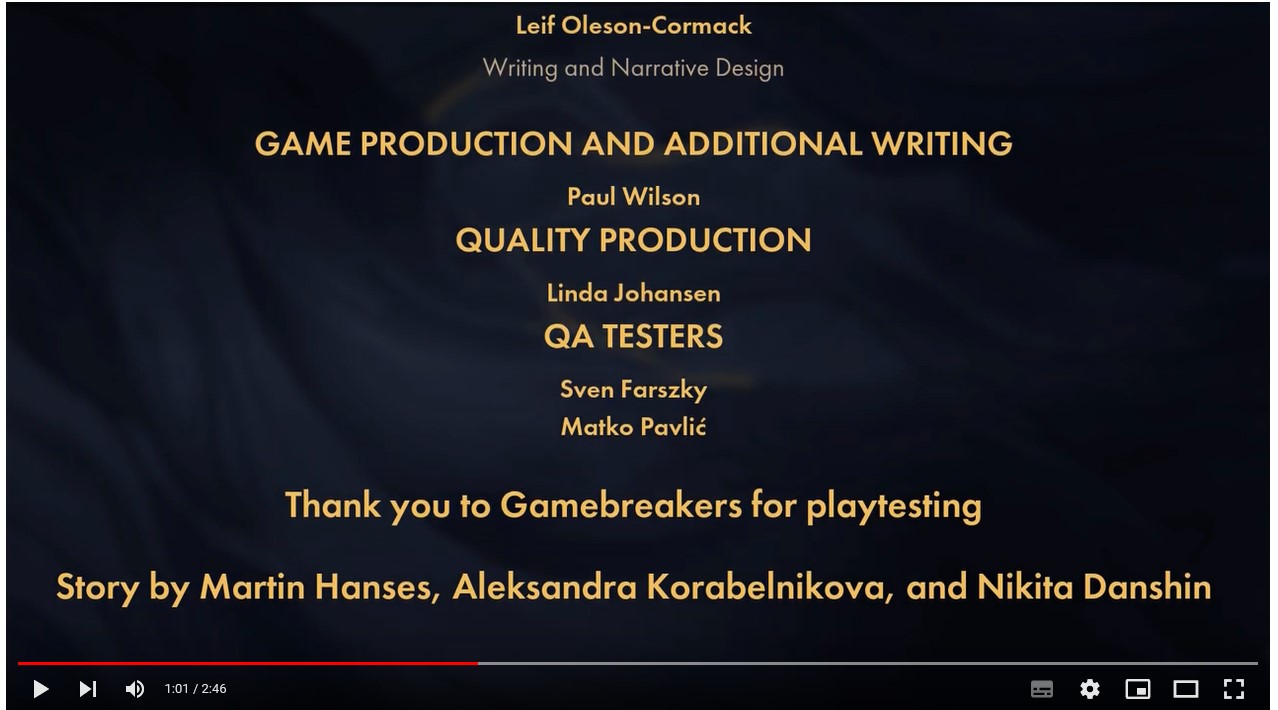 Leif Oleson-Cormack
Writing and Narrative Design
GAME PRODUCTION AND ADDITIONAL WRITING
Paul Wilson
QUALITY PRODUCTION
Linda Johansen
QA TESTERS
Sven Farszky
Matko Pavlić
Thank you to Gamebreakers for playtesting
Story by Martin Hanses, Aleksandra Korabelnikova, and Nikita Danshin
1:01 / 2:46